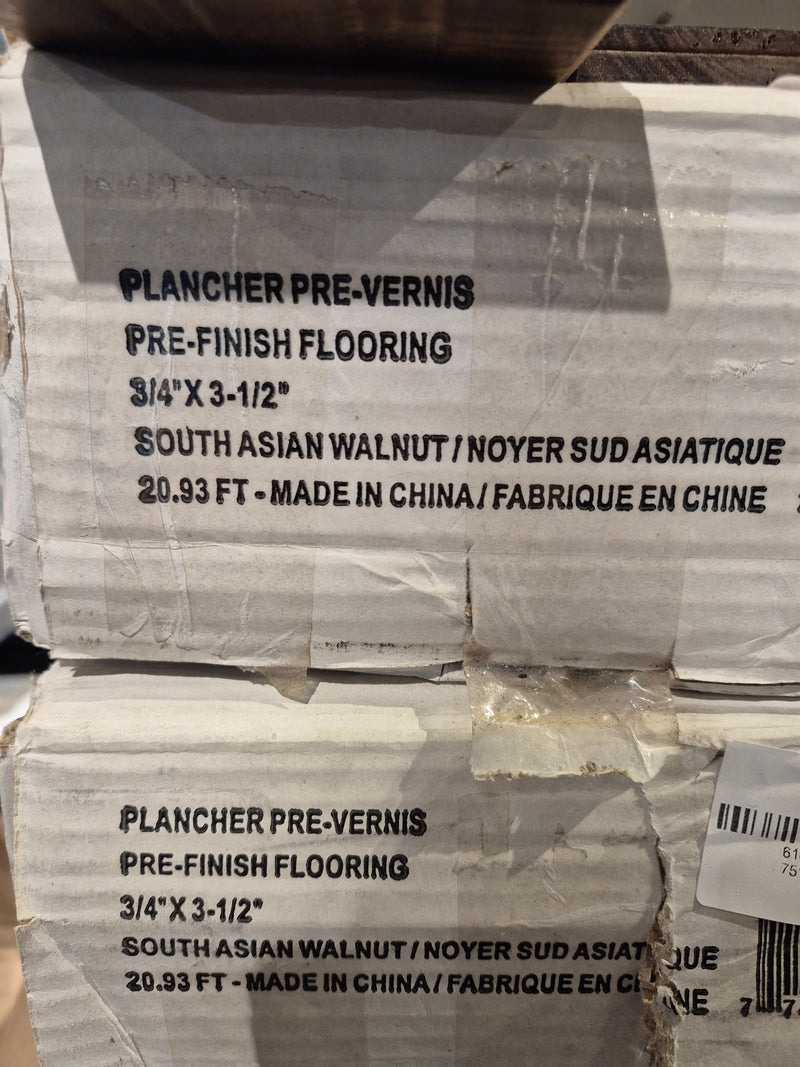 PLANCHER PRE-VERNIS
PRE-FINISH FLOORING
3/4"X 3-1/2"
SOUTH ASIAN WALNUT / NOYER SUD ASIATIQUE
20.93 FT - MADE IN CHINA / FABRIQUE EN CHINE
PLANCHER PRE-VERNIS
PRE-FINISH FLOORING
3/4"X 3-1/2"
SOUTH ASIAN WALNUT / NOYER SUD ASIATIQUE
20.93 FT - MADE IN CHINA / FABRIQUE EN